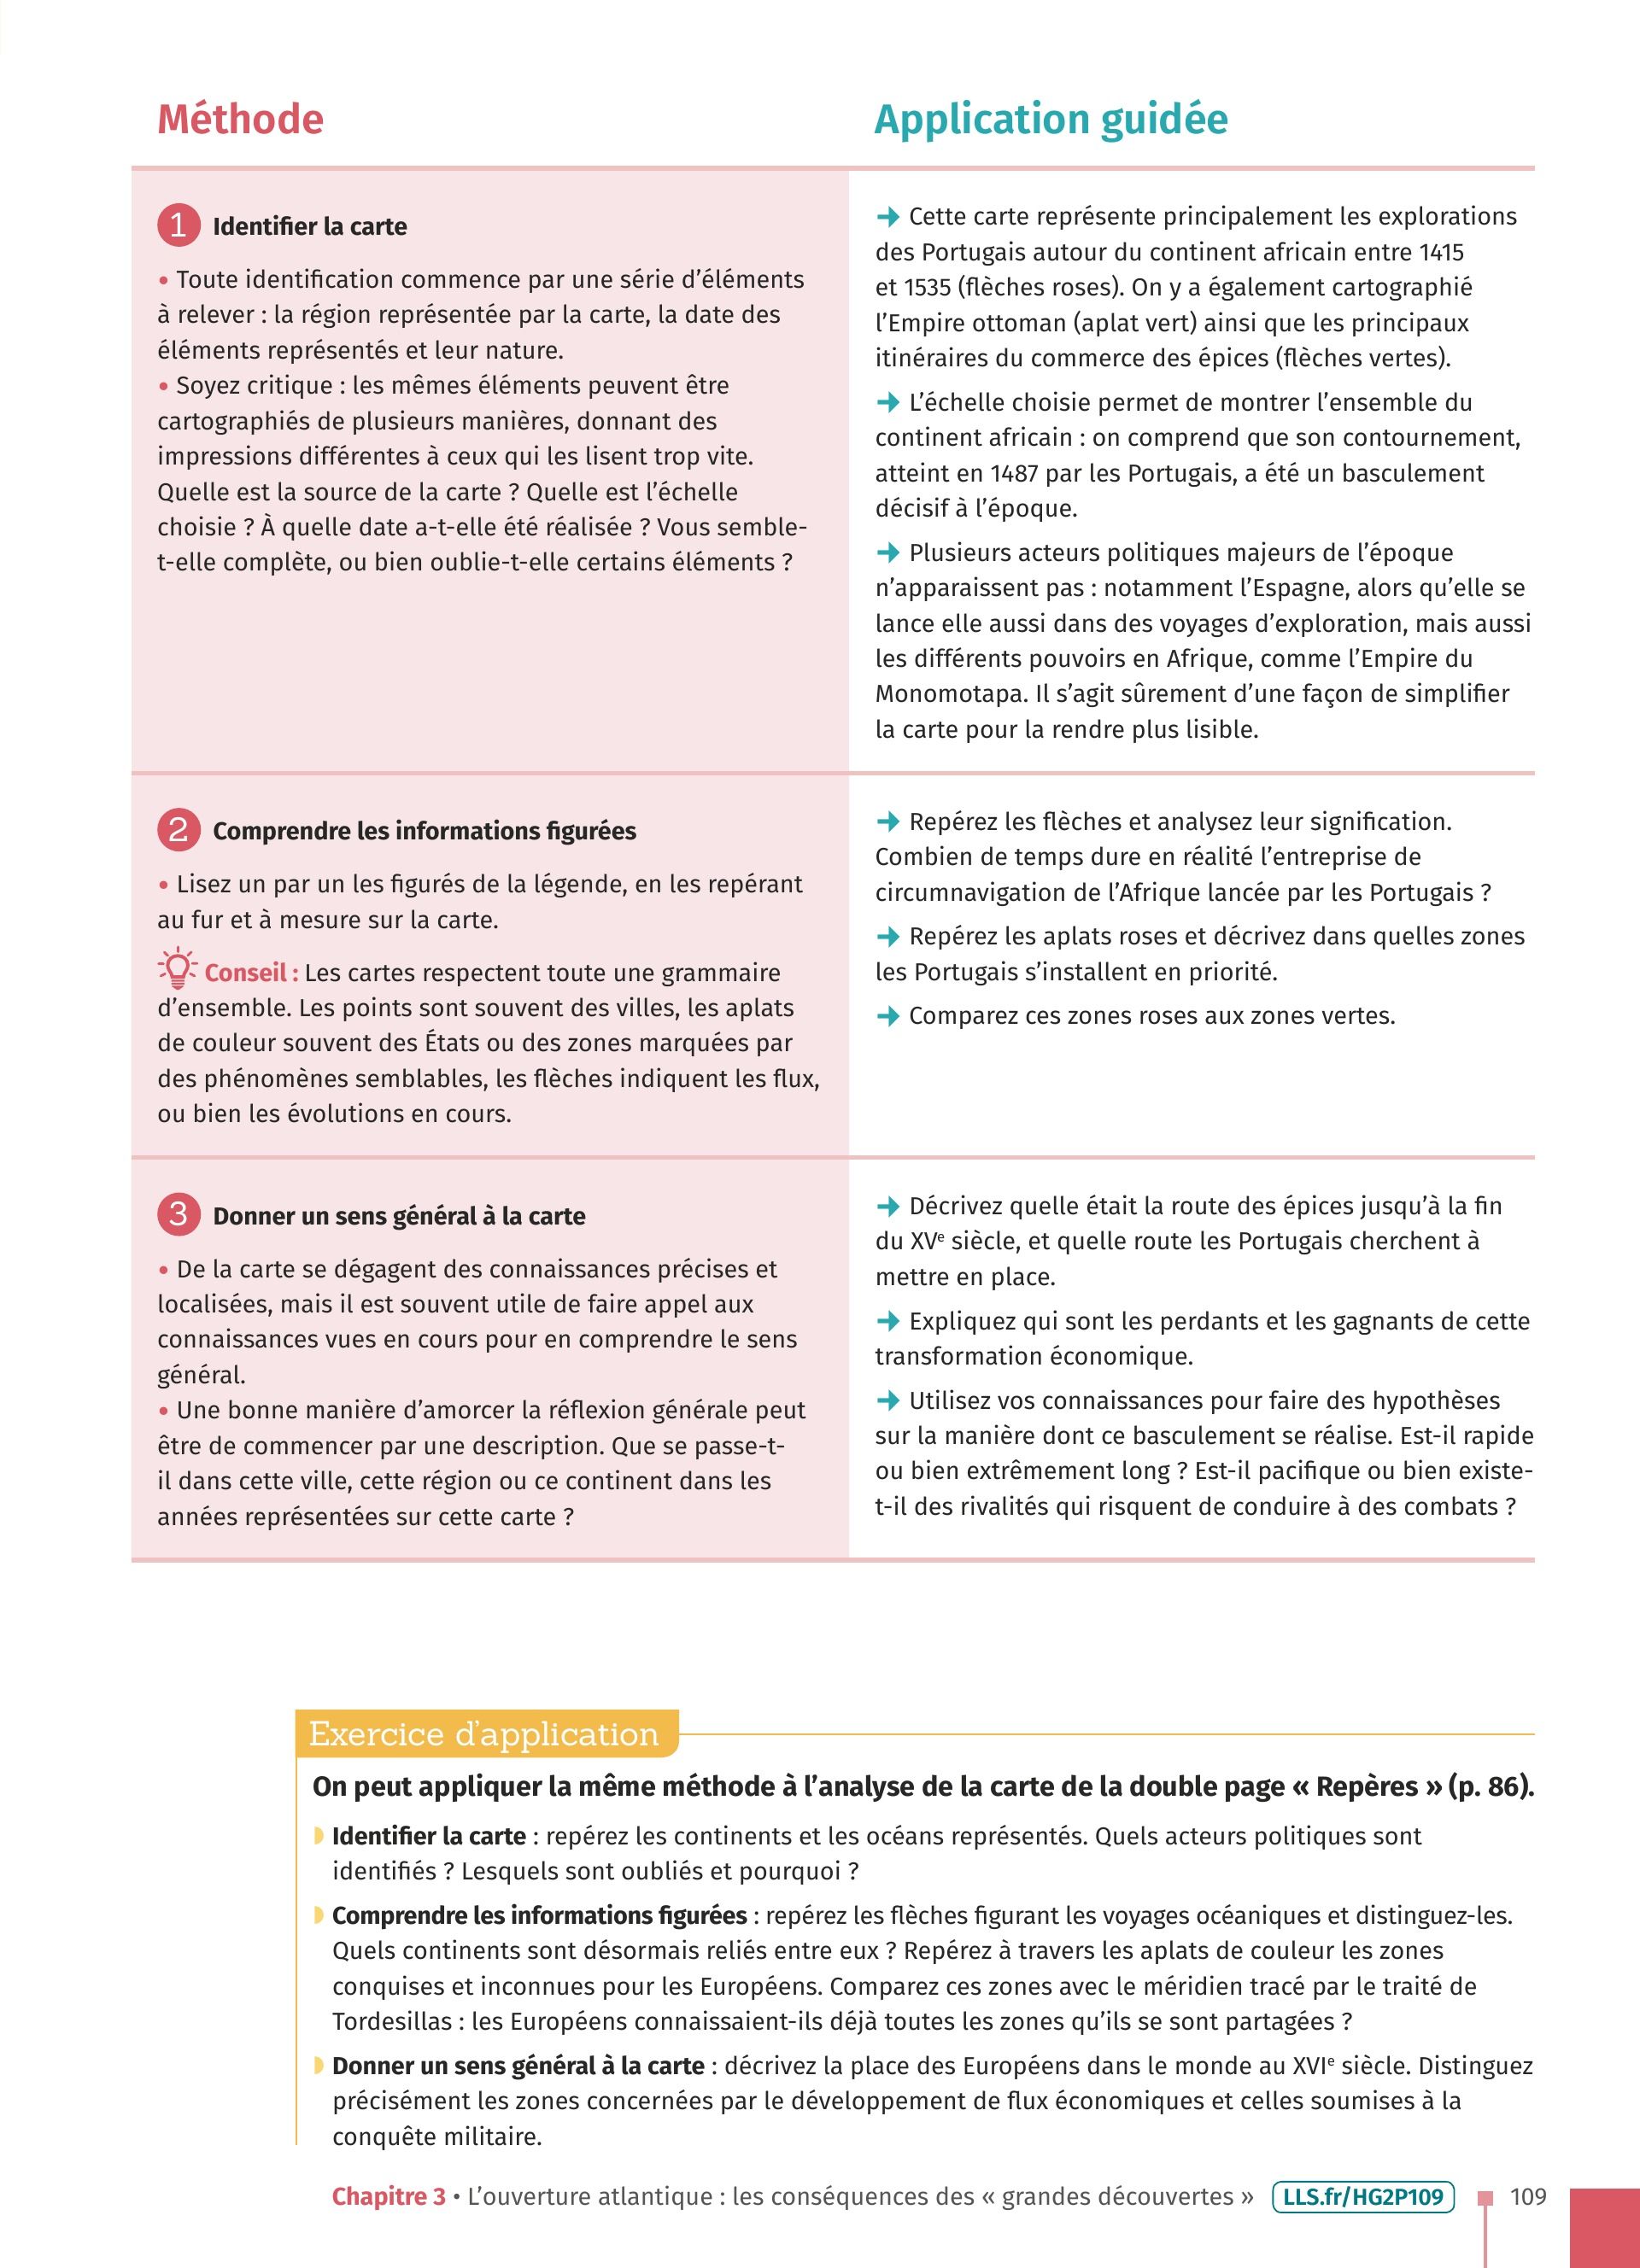 Méthode
Application guidée
1 Identifier la carte
• Toute identification commence par une série d’éléments
à relever : la région représentée par la carte, la date des
éléments représentés et leur nature.
• Soyez critique : les mêmes éléments peuvent être
cartographiés de plusieurs manières, donnant des
impressions différentes à ceux qui les lisent trop vite.
Quelle est la source de la carte ? Quelle est l’échelle
choisie ? À quelle date a-t-elle été réalisée ? Vous semble-
t-elle complète, ou bien oublie-t-elle certains éléments ?
➔ Cette carte représente principalement les explorations
des Portugais autour du continent africain entre 1415
et 1535 (flèches roses). On y a également cartographié
l’Empire ottoman (aplat vert) ainsi que les principaux
itinéraires du commerce des épices (flèches vertes).
➔ L’échelle choisie permet de montrer l’ensemble du
continent africain : on comprend que son contournement,
atteint en 1487 par les Portugais, a été un basculement
décisif à l’époque.
➔ Plusieurs acteurs politiques majeurs de l’époque
n’apparaissent pas : notamment l’Espagne, alors qu’elle se
lance elle aussi dans des voyages d’exploration, mais aussi
les différents pouvoirs en Afrique, comme l’Empire du
Monomotapa. Il s’agit sûrement d’une façon de simplifier
la carte pour la rendre plus lisible.
2 Comprendre les informations figurées
• Lisez un par un les figurés de la légende, en les repérant
au fur et à mesure sur la carte.
Conseil : Les cartes respectent toute une grammaire
d’ensemble. Les points sont souvent des villes, les aplats
de couleur souvent des États ou des zones marquées par
des phénomènes semblables, les flèches indiquent les flux,
ou bien les évolutions en cours.
➔ Repérez les flèches et analysez leur signification.
Combien de temps dure en réalité l’entreprise de
circumnavigation de l’Afrique lancée par les Portugais ?
➔ Repérez les aplats roses et décrivez dans quelles zones
les Portugais s’installent en priorité.
➔ Comparez ces zones roses aux zones vertes.
3 Donner un sens général à la carte
• De la carte se dégagent des connaissances précises et
localisées, mais il est souvent utile de faire appel aux
connaissances vues en cours pour en comprendre le sens
général.
• Une bonne manière d’amorcer la réflexion générale peut
être de commencer par une description. Que se passe-t-
il dans cette ville, cette région ou ce continent dans les
années représentées sur cette carte ?
➔ Décrivez quelle était la route des épices jusqu’à la fin
du XVe siècle, et quelle route les Portugais cherchent à
mettre en place.
➔ Expliquez qui sont les perdants et les gagnants de cette
transformation économique.
➔ Utilisez vos connaissances pour faire des hypothèses
sur la manière dont ce basculement se réalise. Est-il rapide
ou bien extrêmement long ? Est-il pacifique ou bien existe-
t-il des rivalités qui risquent de conduire à des combats ?
Exercice d’application
On peut appliquer la même méthode à l’analyse de la carte de la double page « Repères » (p. 86).
Identifier la carte : repérez les continents et les océans représentés. Quels acteurs politiques sont
identifiés ? Lesquels sont oubliés et pourquoi ?
Comprendre les informations figurées : repérez les flèches figurant les voyages océaniques et distinguez-les.
Quels continents sont désormais reliés entre eux ? Repérez à travers les aplats de couleur les zones
conquises et inconnues pour les Européens. Comparez ces zones avec le méridien tracé par le traité de
Tordesillas : les Européens connaissaient-ils déjà toutes les zones qu’ils se sont partagées ?
Donner un sens général à la carte : décrivez la place des Européens dans le monde au XVIe siècle. Distinguez
précisément les zones concernées par le développement de flux économiques et celles soumises à la
conquête militaire.
Chapitre 3 • L’ouverture atlantique : les conséquences des « grandes découvertes » LLS.fr/HG2P109 109